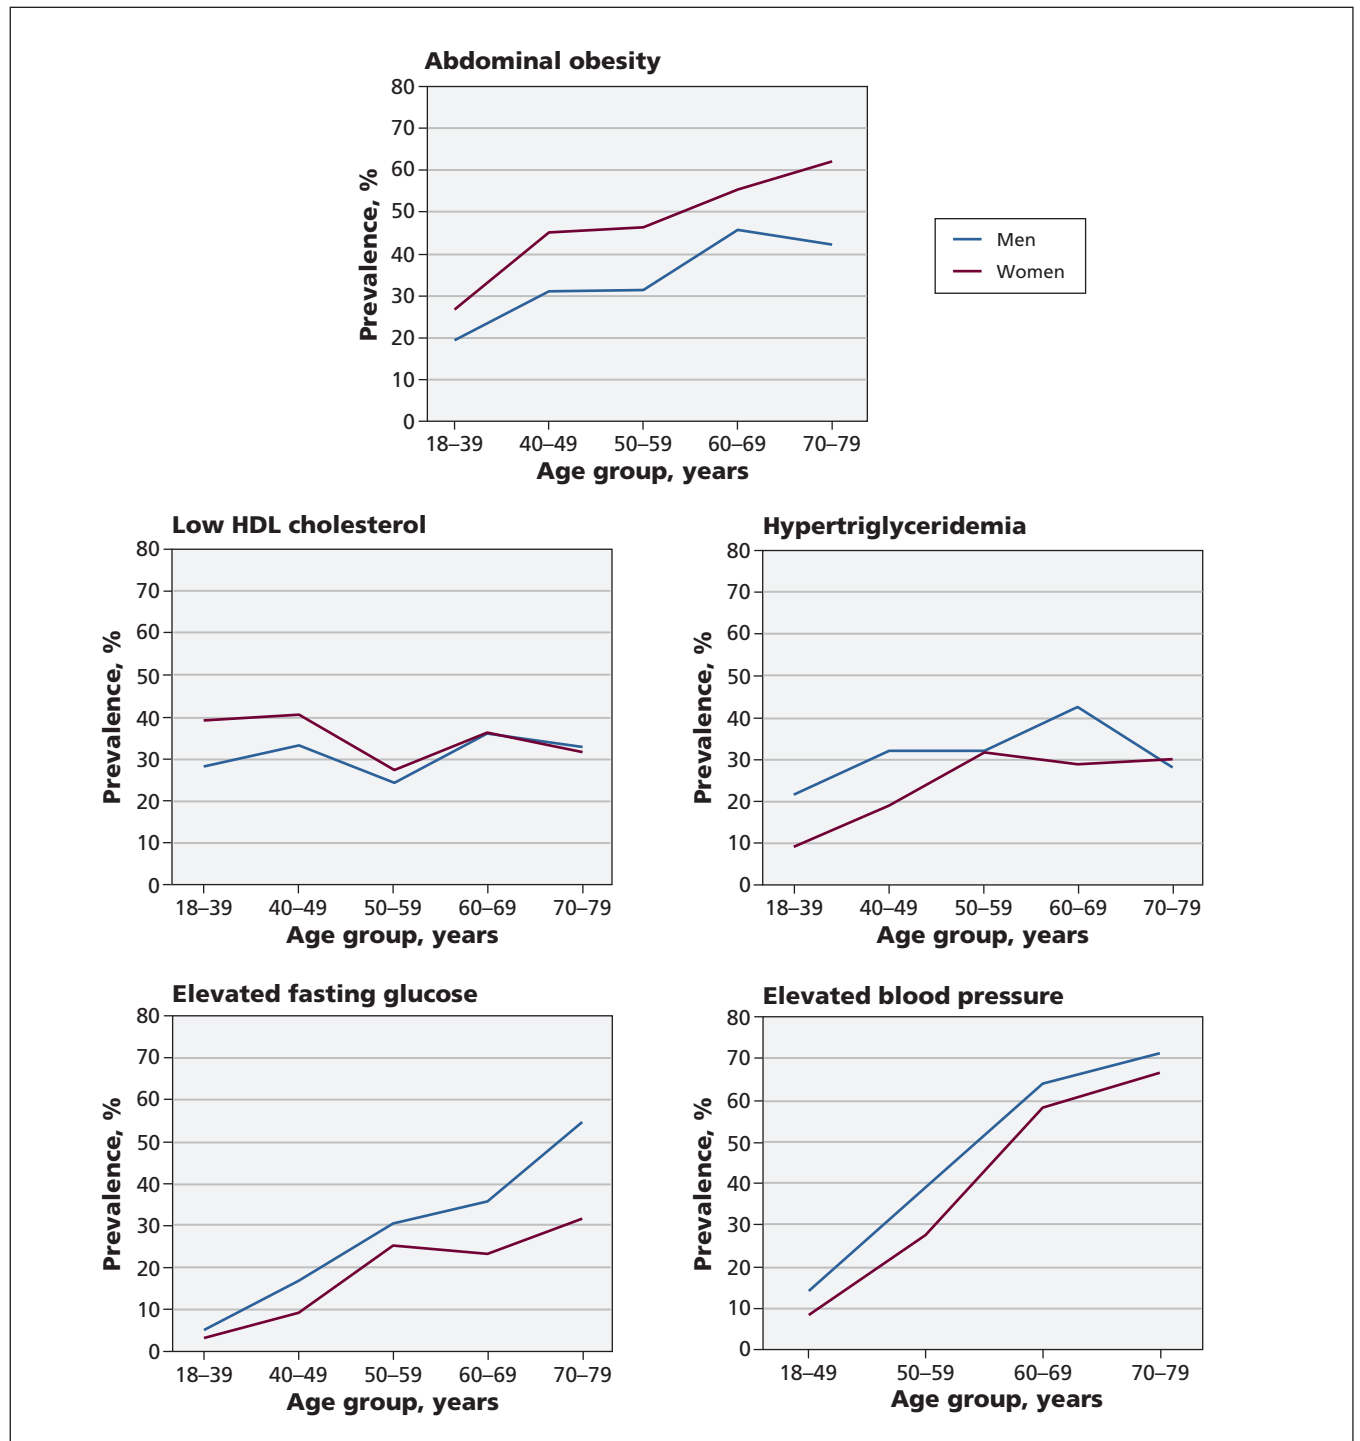 Abdominal obesity
80
70
60
50
40
30
20
10
0
Prevalence, %
18–39 40–49 50–59 60–69 70–79
Age group, years
Men
Women
Low HDL cholesterol
80
70
60
50
40
30
20
10
0
Prevalence, %
18–39 40–49 50–59 60–69 70–79
Age group, years
Hypertriglyceridemia
80
70
60
50
40
30
20
10
0
Prevalence, %
18–39 40–49 50–59 60–69 70–79
Age group, years
Elevated fasting glucose
80
70
60
50
40
30
20
10
0
Prevalence, %
18–39 40–49 50–59 60–69 70–79
Age group, years
Elevated blood pressure
80
70
60
50
40
30
20
10
0
Prevalence, %
18–49 50–59 60–69 70–79
Age group, years